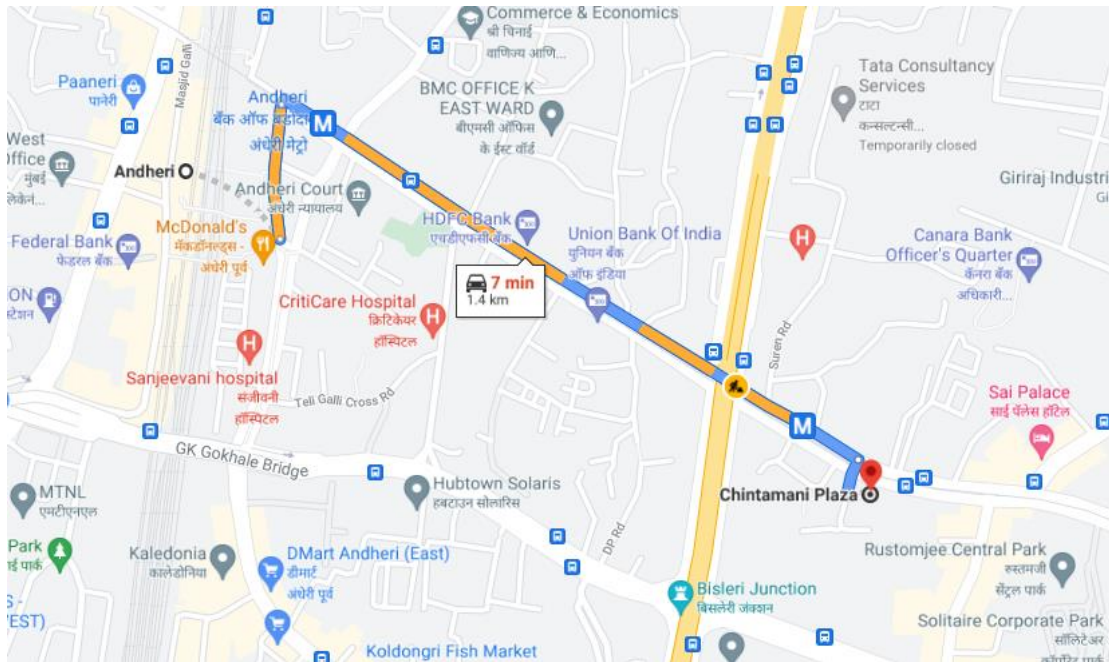 Commerce & Economics
श्री चिनाई
वाणिज्य आणि...
Paaneri
पानेरी
Masjid Galli
Andheri
बँक ऑफ बडोदा
अंधेरी मेट्रो
M
BMC OFFICE K
EAST WARD
बीएमसी ऑफिस
के ईस्ट वॉर्ड
Tata Consultancy
Services
टाटा
कन्सल्टन्सी...
Temporarily closed
West
Office
मुंबई
Andheri
Andheri Court
अंधेरी न्यायालय
Giriraj Industri
McDonald's
मॅकडॉनल्ड्स -
अंधेरी पूर्व
HDFC Bank
एचडीएफसी बँक
Union Bank Of India
युनियन बँक
ऑफ इंडिया
H
Canara Bank
Officer's Quarter
कॅनरा बँक
अधिकारी...
Federal Bank
फेडरल बँक
7 min
1.4 km
ON
स्टेशन
CritiCare Hospital
क्रिटिकेयर
हॉस्पिटल
H
H
Sanjeevani hospital
संजीवनी
हॉस्पिटल
Teli Galli Cross Rd
Suren Rd
Sai Palace
साई पॅलेस हॉटेल
M
GK Gokhale Bridge
Chintamani Plaza
MTNL
एमटीएनएल
Hubtown Solaris
हबटाउन सोलारिस
DP Rd
Park
ई पार्क
Kaledonia
कालेडोनिया
DMart Andheri (East)
डीमार्ट
अंधेरी पूर्व
Rustomjee Central Park
रुस्तमजी
सेंट्रल पार्क
Bisleri Junction
बिसलेरी जंक्शन
S -
WEST)
Solitaire Corporate Park
सॉलिटेअर
Koldongri Fish Market